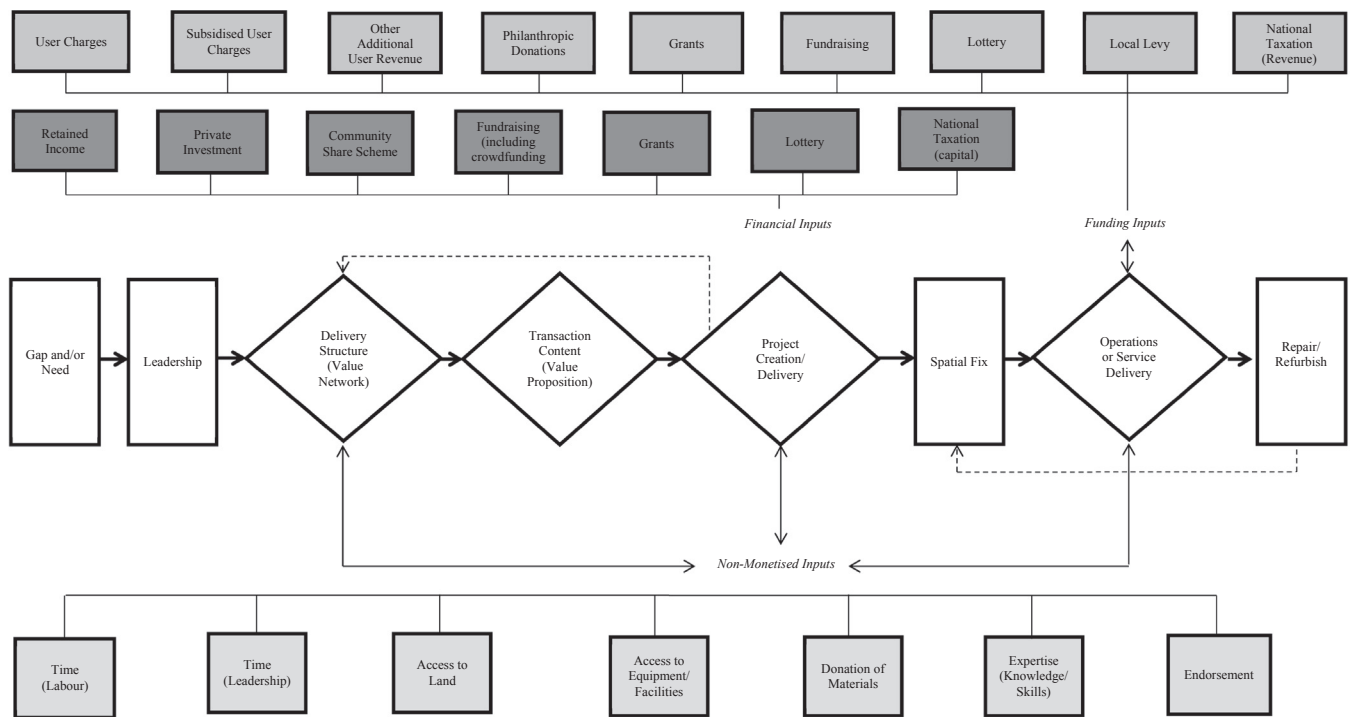 User Charges
Subsidised User
Charges
Other
Additional
User Revenue
Philanthropic
Donations
Grants
Fundraising
Lottery
Local Levy
National
Taxation
(Revenue)
Retained
Income
Private
Investment
Community
Share Scheme
Fundraising
(including
crowdfunding
Grants
Lottery
National
Taxation
(capital)
Financial Inputs
Funding Inputs
Gap and/or
Need
Leadership
Delivery
Structure
(Value
Network)
Transaction
Content
(Value
Proposition)
Project
Creation/
Delivery
Spatial Fix
Operations
or Service
Delivery
Repair/
Refurbish
Non-Monetised Inputs
Time
(Labour)
Time
(Leadership)
Access to
Land
Access to
Equipment/
Facilities
Donation of
Materials
Expertise
(Knowledge/
Skills)
Endorsement